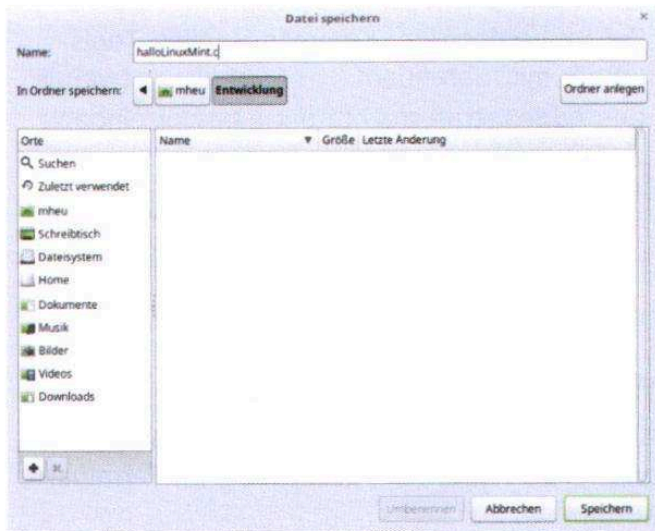 Datei speichern
Name: halloLinuxMint.c
In Ordner speichern: mheu Entwicklung Ordner anlegen
Orte Name Größe Letzte Änderung
Suchen
Zuletzt verwendet
mheu
Schreibtisch
Dateisystem
Home
Dokumente
Musik
Bilder
Videos
Downloads
Umbenennen Abbrechen Speichern